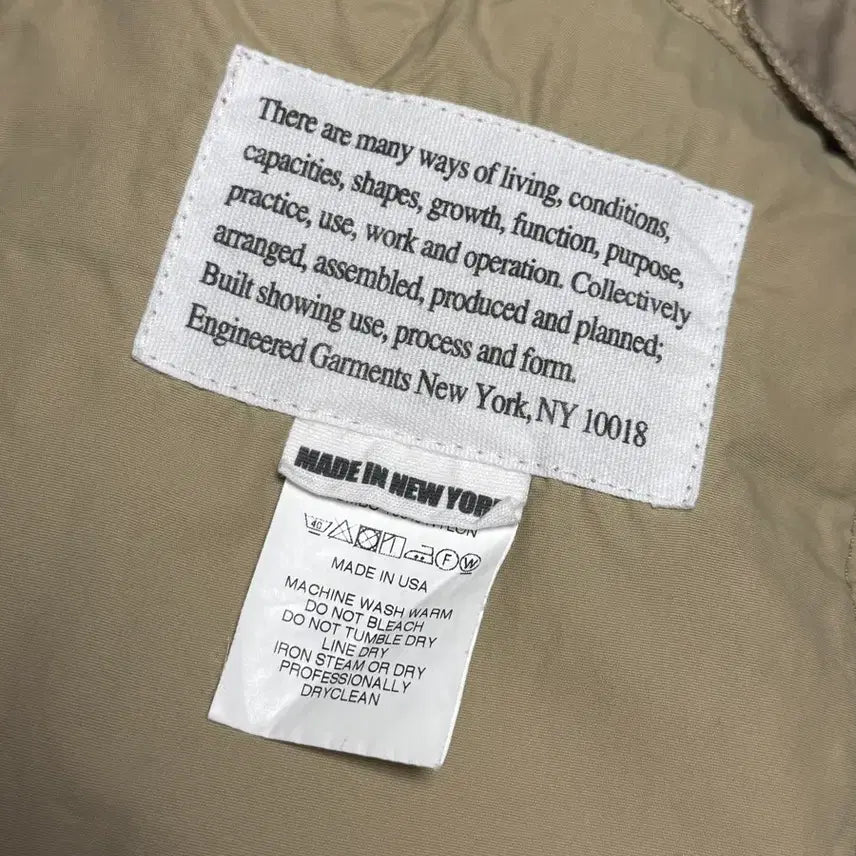 There are many ways of living, conditions,
capacities, shapes, growth, function, purpose,
practice, use, work and operation. Collectively
arranged, assembled, produced and planned;
Built showing use, process and form.
Engineered Garments New York, NY 10018
MADE IN NEW YORK
40 1 F W
MADE IN USA
MACHINE WASH WARM
DO NOT BLEACH
DO NOT TUMBLE DRY
LINE DRY
IRON STEAM OR DRY
PROFESSIONALLY
DRYCLEAN